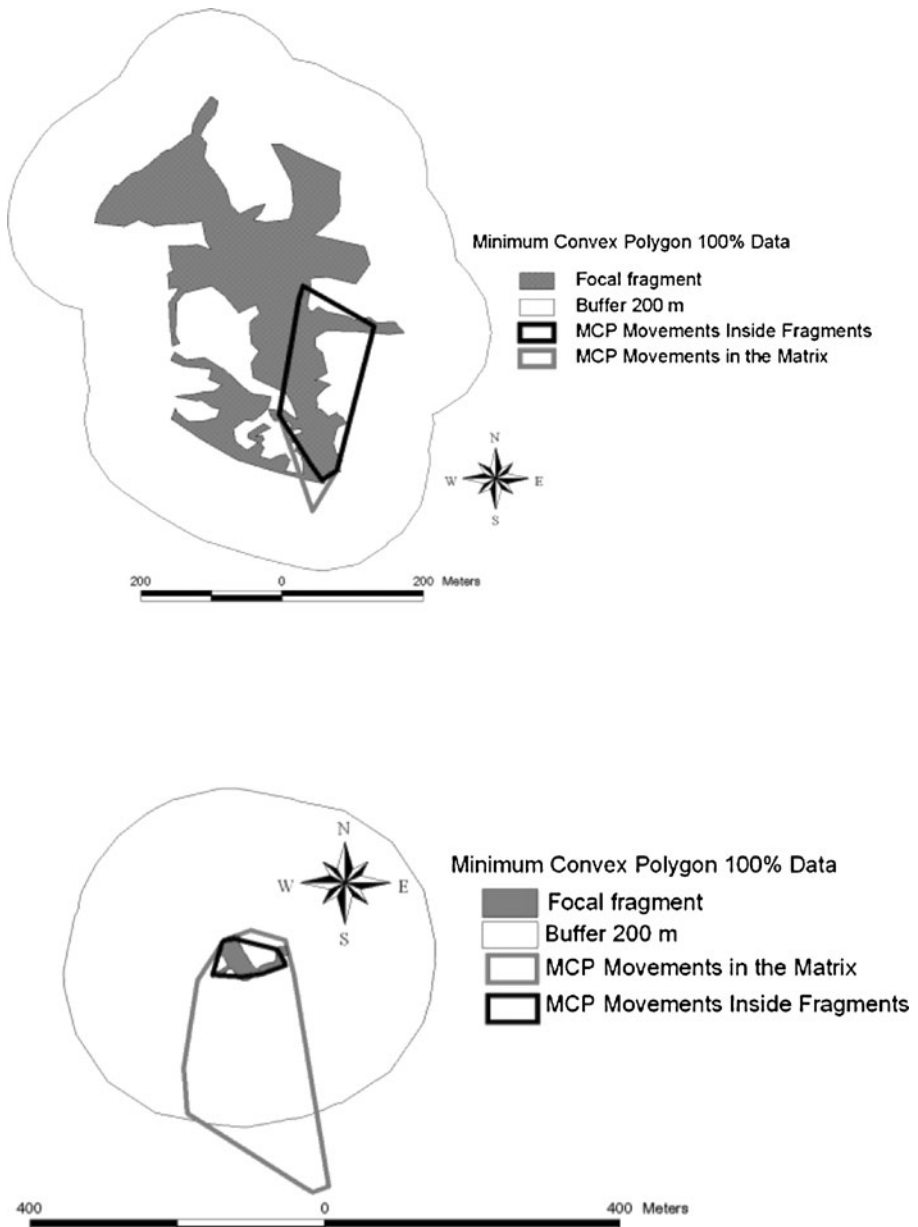 Minimum Convex Polygon 100% Data
Focal fragment
Buffer 200 m
MCP Movements Inside Fragments
MCP Movements in the Matrix
N
W E
S
200 0 200 Meters
N
W E
S
Minimum Convex Polygon 100% Data
Focal fragment
Buffer 200 m
MCP Movements in the Matrix
MCP Movements Inside Fragments
400 0 400 Meters